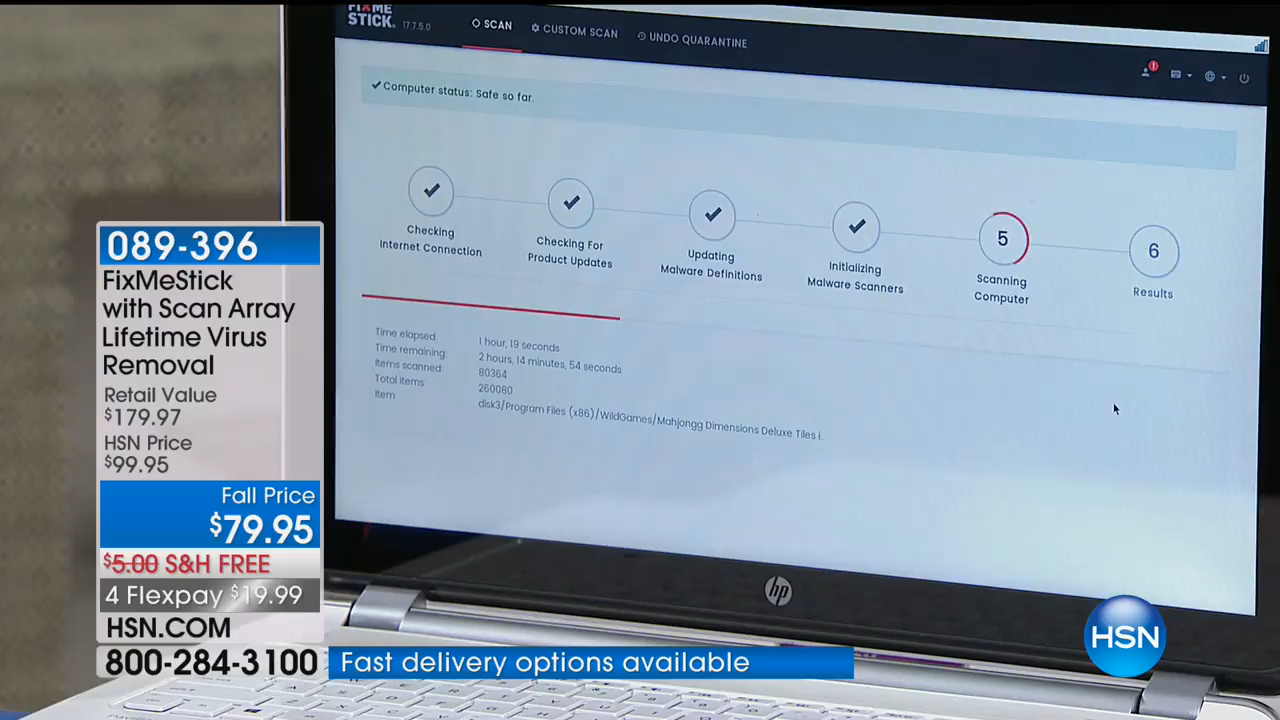 FIXME
STICK. 17.7.5.0
SCAN
CUSTOM SCAN
UNDO QUARANTINE
Computer status: Safe so far.
Checking
Internet Connection
Checking For
Product Updates
Updating
Malware Definitions
Initializing
Malware Scanners
5
Scanning
Computer
6
Results
Time elapsed: 1 hour, 19 seconds
Time remaining: 2 hours, 14 minutes, 54 seconds
Items scanned: 80364
Total items: 260080
Item disk3/Program Files (x86)/WildGames/Mahjongg Dimensions Deluxe Tiles i...
hp
089-396
FixMeStick
with Scan Array
Lifetime Virus
Removal
Retail Value
$179.97
HSN Price
$99.95
Fall Price
$79.95
$5.00 S&H FREE
4 Flexpay $19.99
HSN.COM
800-284-3100
Fast delivery options available
HSN